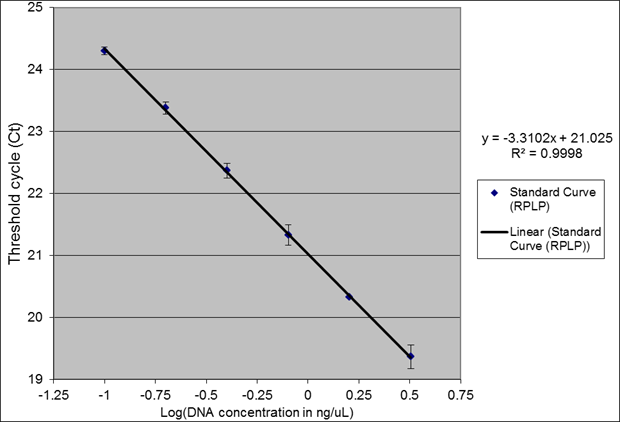 25
24
23
22
21
20
19
Threshold cycle (Ct)
-1.25 -1 -0.75 -0.5 -0.25 0 0.25 0.5 0.75
Log(DNA concentration in ng/uL)
y = -3.3102x + 21.025
R² = 0.9998
Standard Curve
(RPLP)
Linear (Standard
Curve (RPLP))